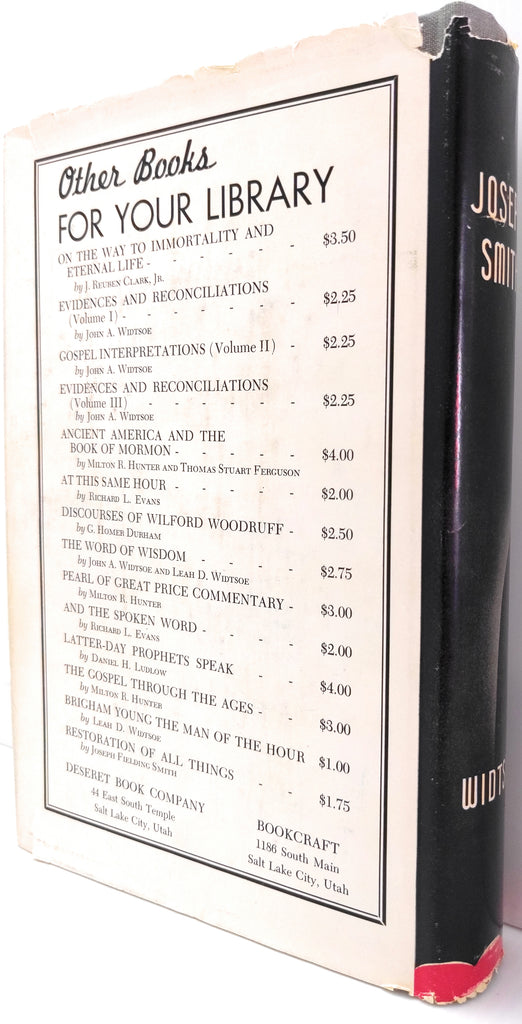 Other Books
FOR YOUR LIBRARY
ON THE WAY TO IMMORTALITY AND
ETERNAL LIFE - - - - - - $3.50
by J. Reuben Clark, Jr.
EVIDENCES AND RECONCILIATIONS
(Volume I) - - - - - - - $2.25
by John A. Widtsoe
GOSPEL INTERPRETATIONS (Volume II) - $2.25
by John A. Widtsoe
EVIDENCES AND RECONCILIATIONS
(Volume III) - - - - - - $2.25
by John A. Widtsoe
ANCIENT AMERICA AND THE
BOOK OF MORMON - - - - - $4.00
by Milton R. Hunter and Thomas Stuart Ferguson
AT THIS SAME HOUR - - - - - $2.00
by Richard L. Evans
DISCOURSES OF WILFORD WOODRUFF - $2.50
by G. Homer Durham
THE WORD OF WISDOM - - - - $2.75
by John A. Widtsoe and Leah D. Widtsoe
PEARL OF GREAT PRICE COMMENTARY - $3.00
by Milton R. Hunter
AND THE SPOKEN WORD - - - - $2.00
by Richard L. Evans
LATTER-DAY PROPHETS SPEAK - - $4.00
by Daniel H. Ludlow
THE GOSPEL THROUGH THE AGES - - $3.00
by Milton R. Hunter
BRIGHAM YOUNG THE MAN OF THE HOUR $1.00
by Leah D. Widtsoe
RESTORATION OF ALL THINGS - - $1.75
by Joseph Fielding Smith
DESERET BOOK COMPANY
44 East South Temple
Salt Lake City, Utah
BOOKCRAFT
1186 South Main
Salt Lake City, Utah
JOSEP
SMIT
WIDTS